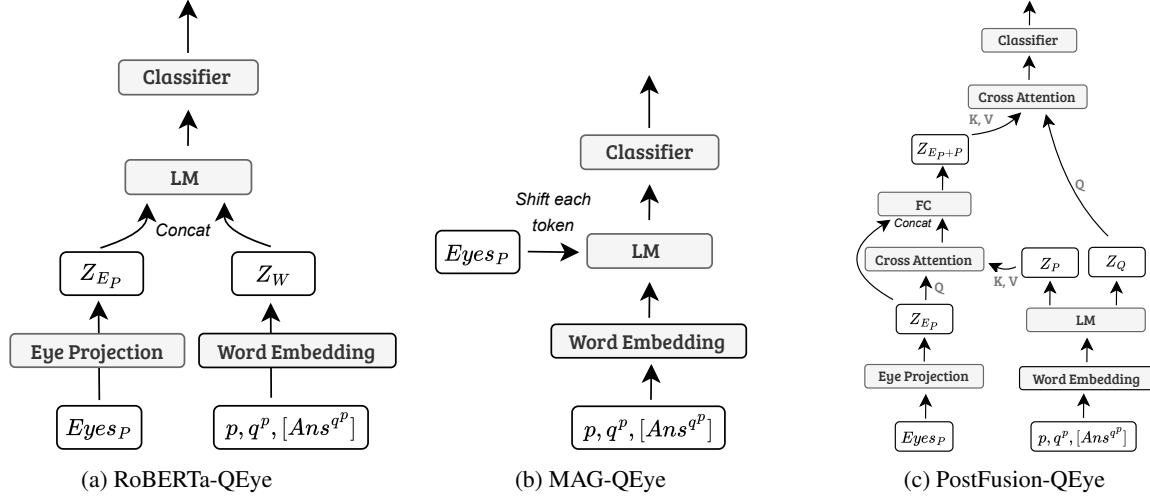 Classifier
LM
Concat
Z_{E_P}
Z_W
Eye Projection
Word Embedding
Eyes_P
p, q^p, [Ans^{q^p}]
(a) RoBERTa-QEye
Classifier
Shift each
token
Eyes_P
LM
Word Embedding
p, q^p, [Ans^{q^p}]
(b) MAG-QEye
Classifier
Cross Attention
K, V
Z_{E_P+P}
Q
FC
Concat
Cross Attention
Z_P
Z_Q
K, V
Q
Z_{E_P}
LM
Eye Projection
Word Embedding
Eyes_P
p, q^p, [Ans^{q^p}]
(c) PostFusion-QEye